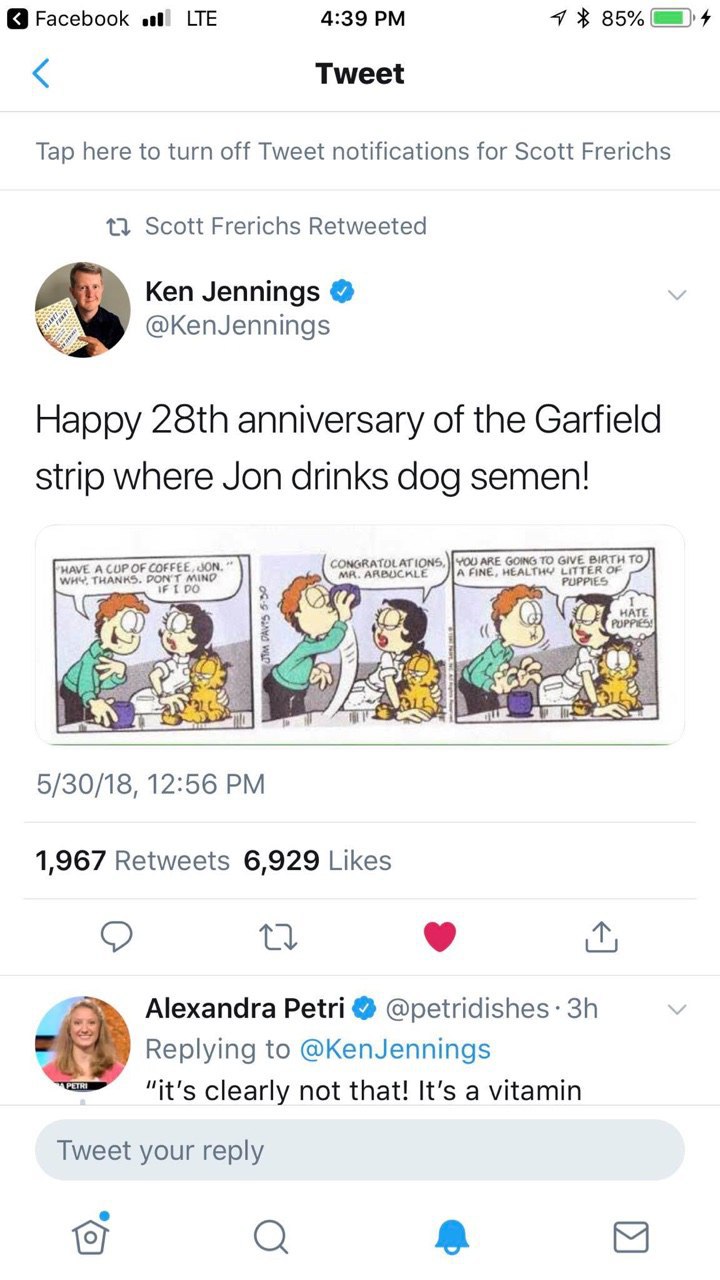 Facebook LTE 4:39 PM 85%
Tweet
Tap here to turn off Tweet notifications for Scott Frerichs
Scott Frerichs Retweeted
Ken Jennings
@KenJennings
Happy 28th anniversary of the Garfield
strip where Jon drinks dog semen!
"HAVE A CUP OF COFFEE, JON."
WHY, THANKS. DON'T MIND
IF I DO
JIM DAVIS 5-30
CONGRATULATIONS,
MR. ARBUCKLE
YOU ARE GOING TO GIVE BIRTH TO
A FINE, HEALTHY LITTER OF
PUPPIES
I
HATE
PUPPIES!
5/30/18, 12:56 PM
1,967 Retweets 6,929 Likes
Alexandra Petri @petridishes · 3h
Replying to @KenJennings
A PETRI
“it’s clearly not that! It’s a vitamin
Tweet your reply